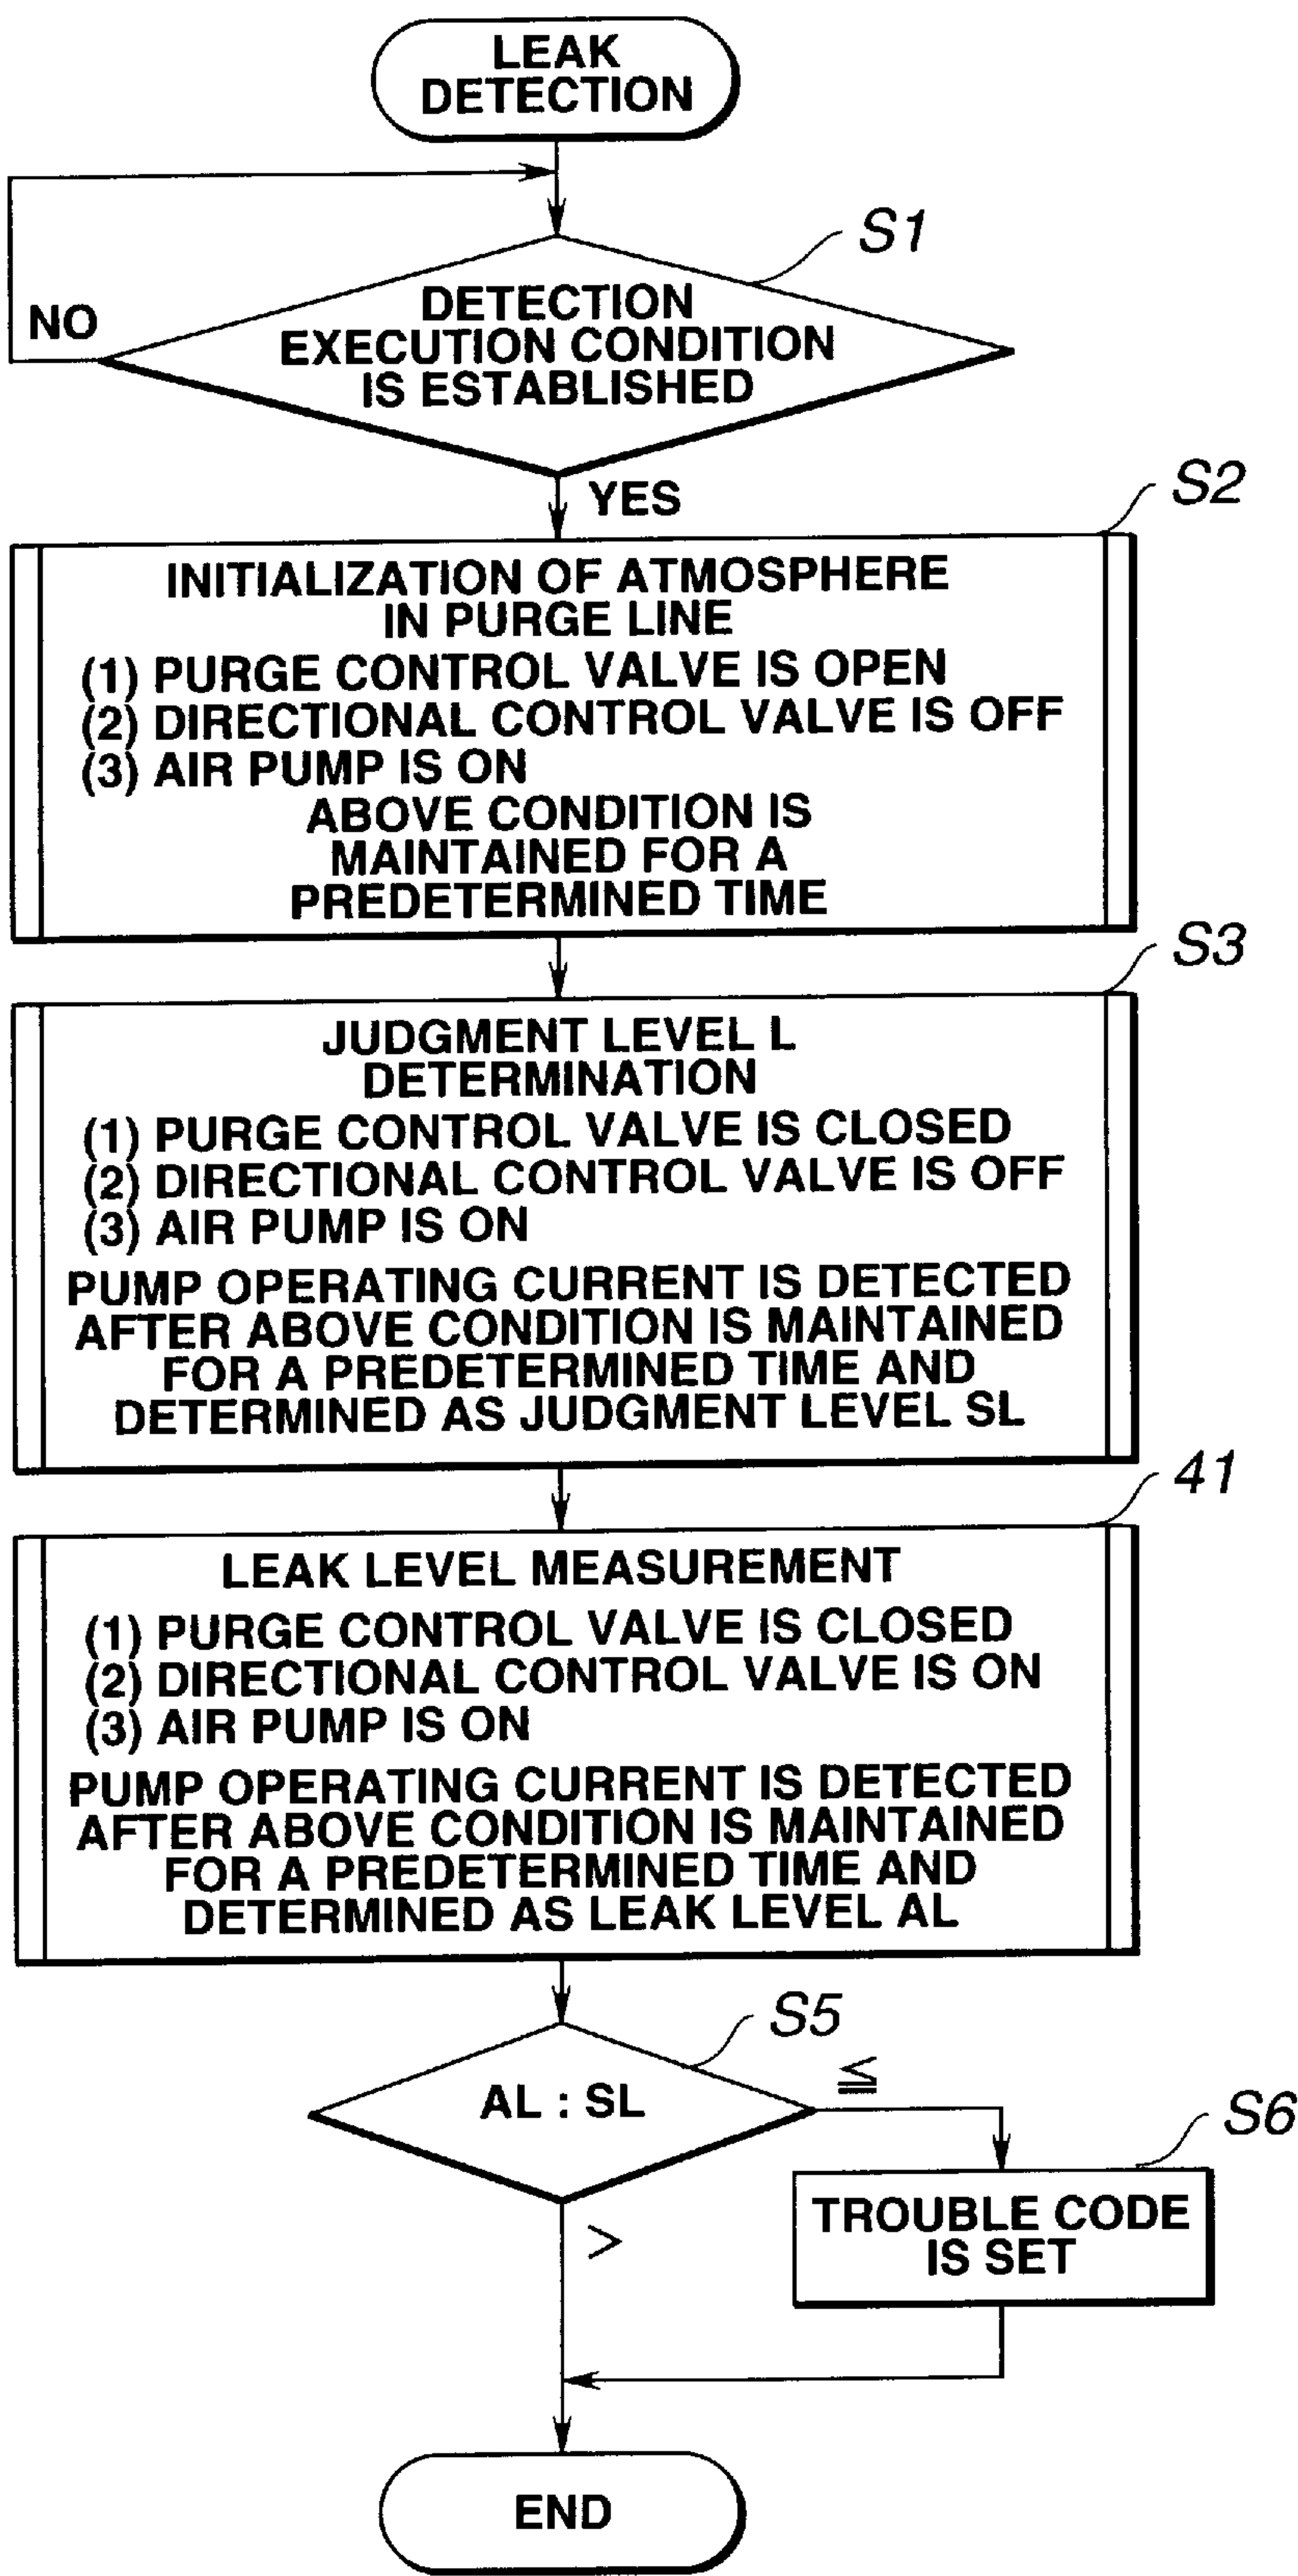 LEAK
DETECTION
S1
NO
DETECTION
EXECUTION CONDITION
IS ESTABLISHED
YES
S2
INITIALIZATION OF ATMOSPHERE
IN PURGE LINE
(1) PURGE CONTROL VALVE IS OPEN
(2) DIRECTIONAL CONTROL VALVE IS OFF
(3) AIR PUMP IS ON
ABOVE CONDITION IS
MAINTAINED FOR A
PREDETERMINED TIME
S3
JUDGMENT LEVEL L
DETERMINATION
(1) PURGE CONTROL VALVE IS CLOSED
(2) DIRECTIONAL CONTROL VALVE IS OFF
(3) AIR PUMP IS ON
PUMP OPERATING CURRENT IS DETECTED
AFTER ABOVE CONDITION IS MAINTAINED
FOR A PREDETERMINED TIME AND
DETERMINED AS JUDGMENT LEVEL SL
41
LEAK LEVEL MEASUREMENT
(1) PURGE CONTROL VALVE IS CLOSED
(2) DIRECTIONAL CONTROL VALVE IS ON
(3) AIR PUMP IS ON
PUMP OPERATING CURRENT IS DETECTED
AFTER ABOVE CONDITION IS MAINTAINED
FOR A PREDETERMINED TIME AND
DETERMINED AS LEAK LEVEL AL
S5
AL : SL
≦
S6
TROUBLE CODE
IS SET
>
END